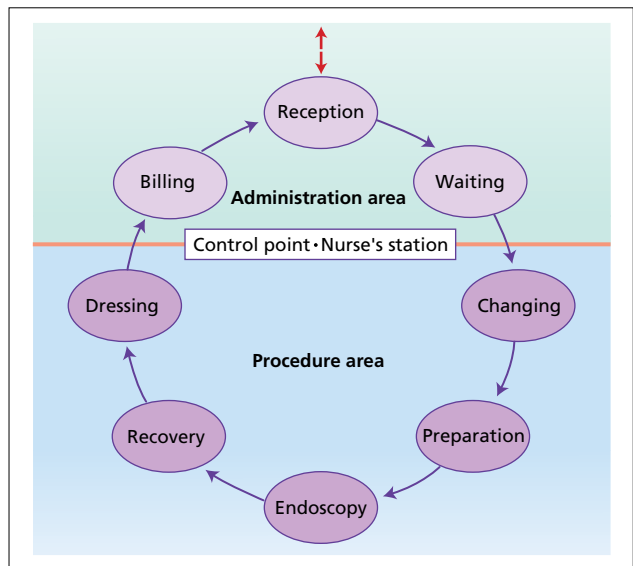 Reception
Billing
Waiting
Administration area
Control point·Nurse's station
Dressing
Changing
Procedure area
Recovery
Preparation
Endoscopy